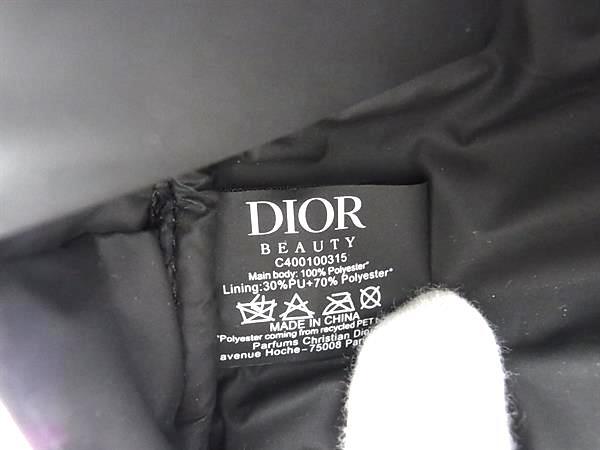 DIOR
BEAUTY
C400100315
Main body: 100% Polyester*
Lining:30%PU+70% Polyester*
MADE IN CHINA
*Polyester coming from recycled PET
Parfums Christian Dior
avenue Hoche-75008